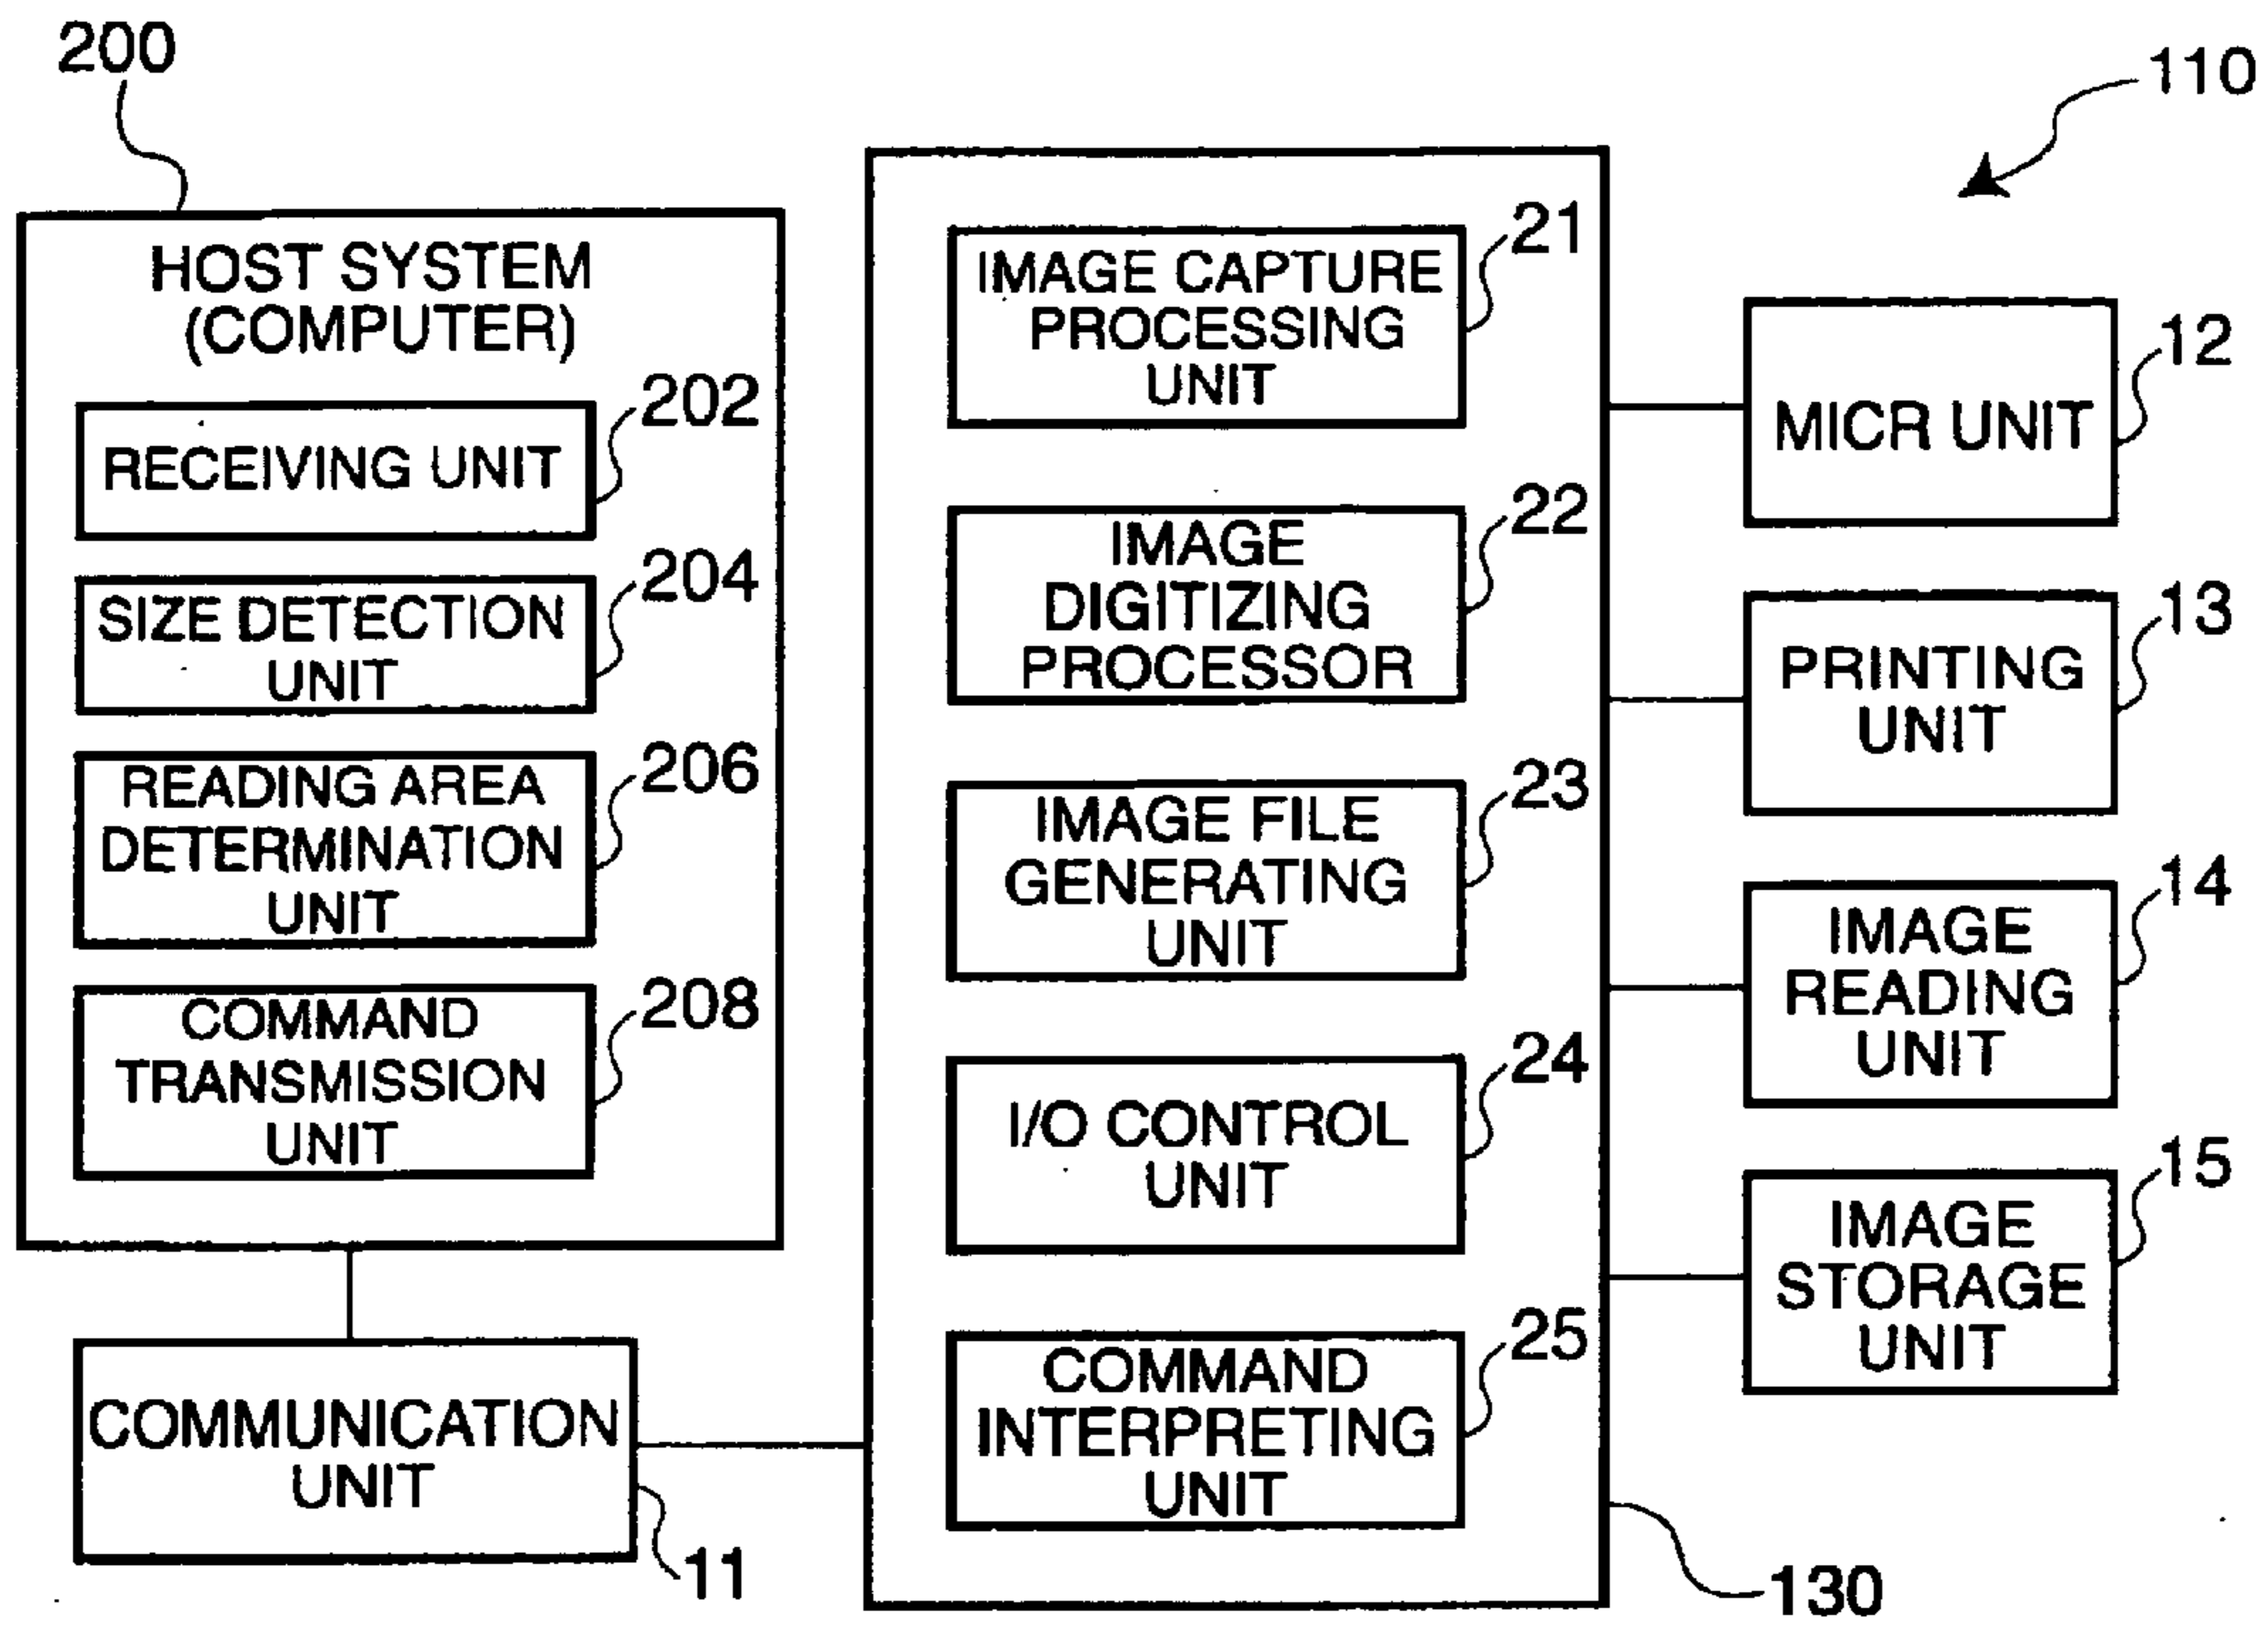 200
HOST SYSTEM
(COMPUTER)
RECEIVING UNIT
202
SIZE DETECTION
UNIT
204
READING AREA
DETERMINATION
UNIT
206
COMMAND
TRANSMISSION
UNIT
208
COMMUNICATION
UNIT
11
IMAGE CAPTURE
PROCESSING
UNIT
21
IMAGE
DIGITIZING
PROCESSOR
22
IMAGE FILE
GENERATING
UNIT
23
I/O CONTROL
UNIT
24
COMMAND
INTERPRETING
UNIT
25
130
110
MICR UNIT
12
PRINTING
UNIT
13
IMAGE
READING
UNIT
14
IMAGE
STORAGE
UNIT
15